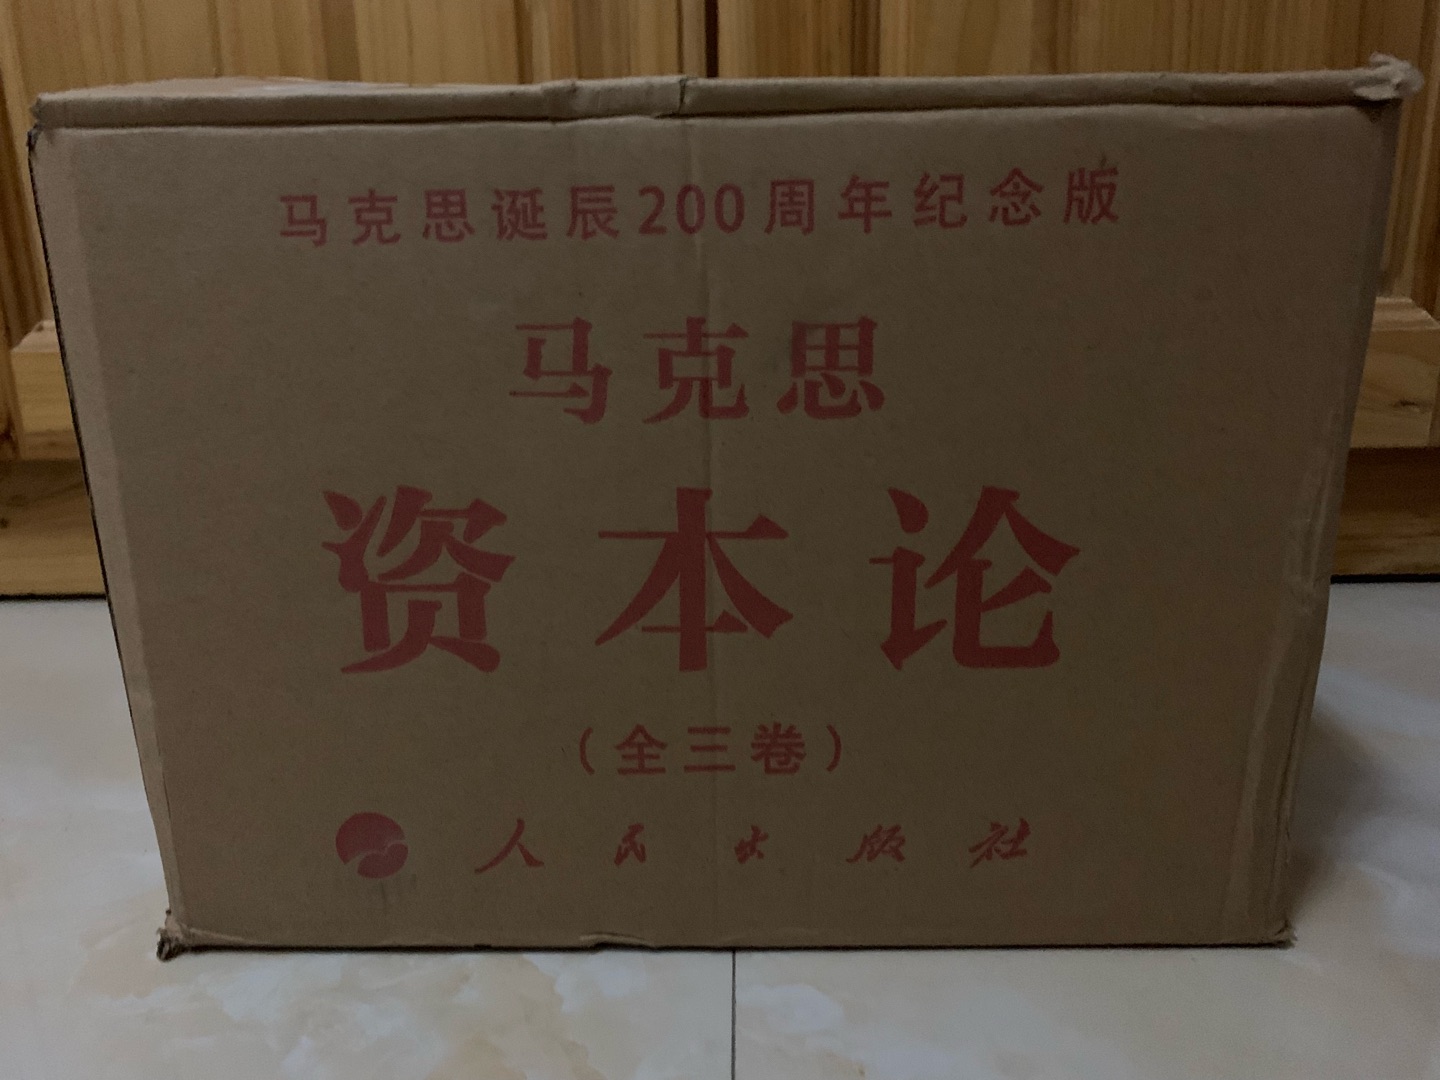 马克思诞辰200周年纪念版
马克思
资本论
（全三卷）
人民出版社